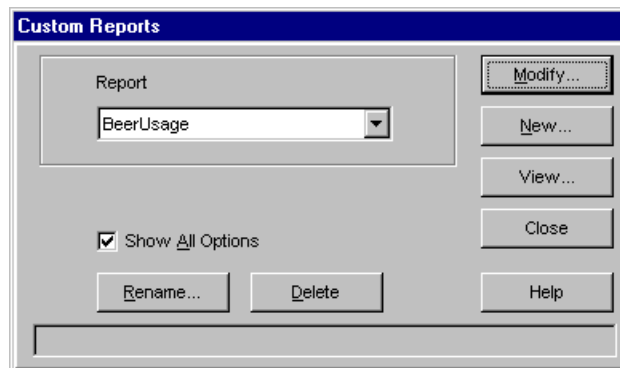 Custom Reports
Report
BeerUsage
Show All Options
Rename...
Delete
Modify...
New...
View...
Close
Help